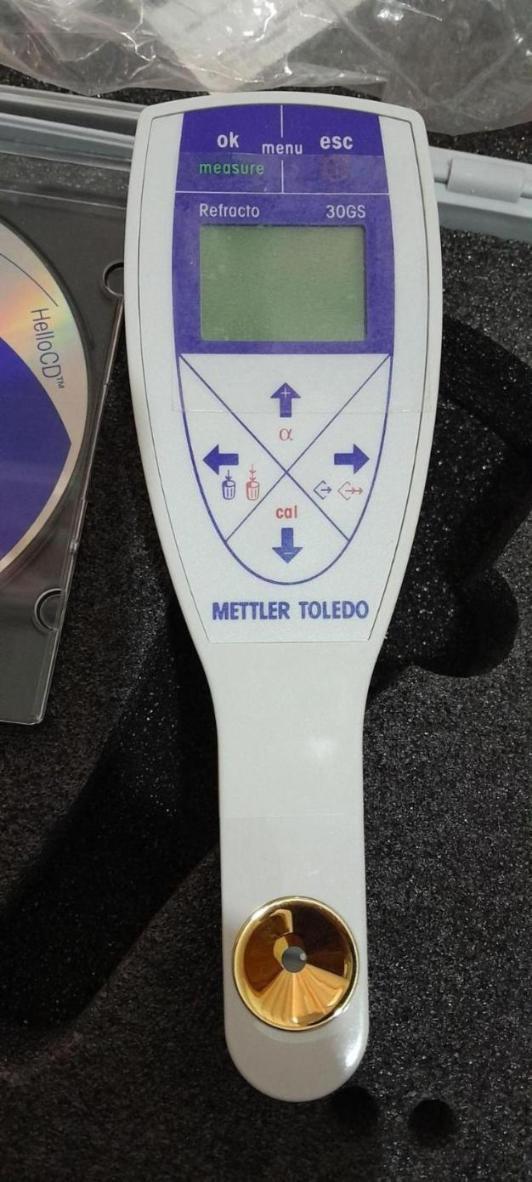 ok menu esc
measure
Refracto 30GS
HelloCD™
+
α
cal
-
METTLER TOLEDO